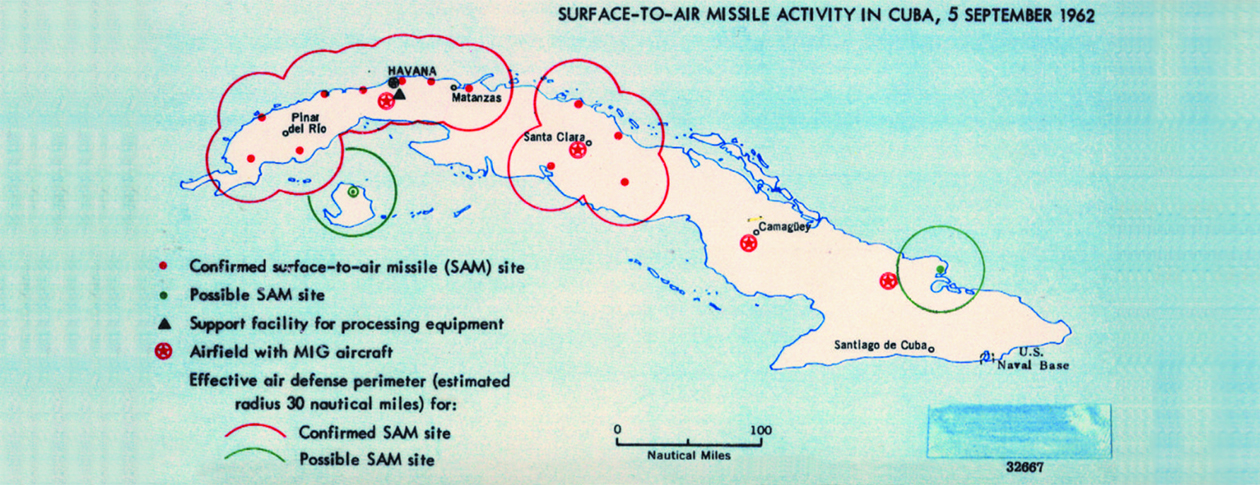 SURFACE-TO-AIR MISSILE ACTIVITY IN CUBA, 5 SEPTEMBER 1962
HAVANA
Matanzas
Pinar
del Río
Santa Clara
Camagüey
Confirmed surface-to-air missile (SAM) site
Possible SAM site
Support facility for processing equipment
Airfield with MIG aircraft
Effective air defense perimeter (estimated
radius 30 nautical miles) for:
Confirmed SAM site
Possible SAM site
Santiago de Cuba
U.S.
Naval Base
0 100
Nautical Miles
32667